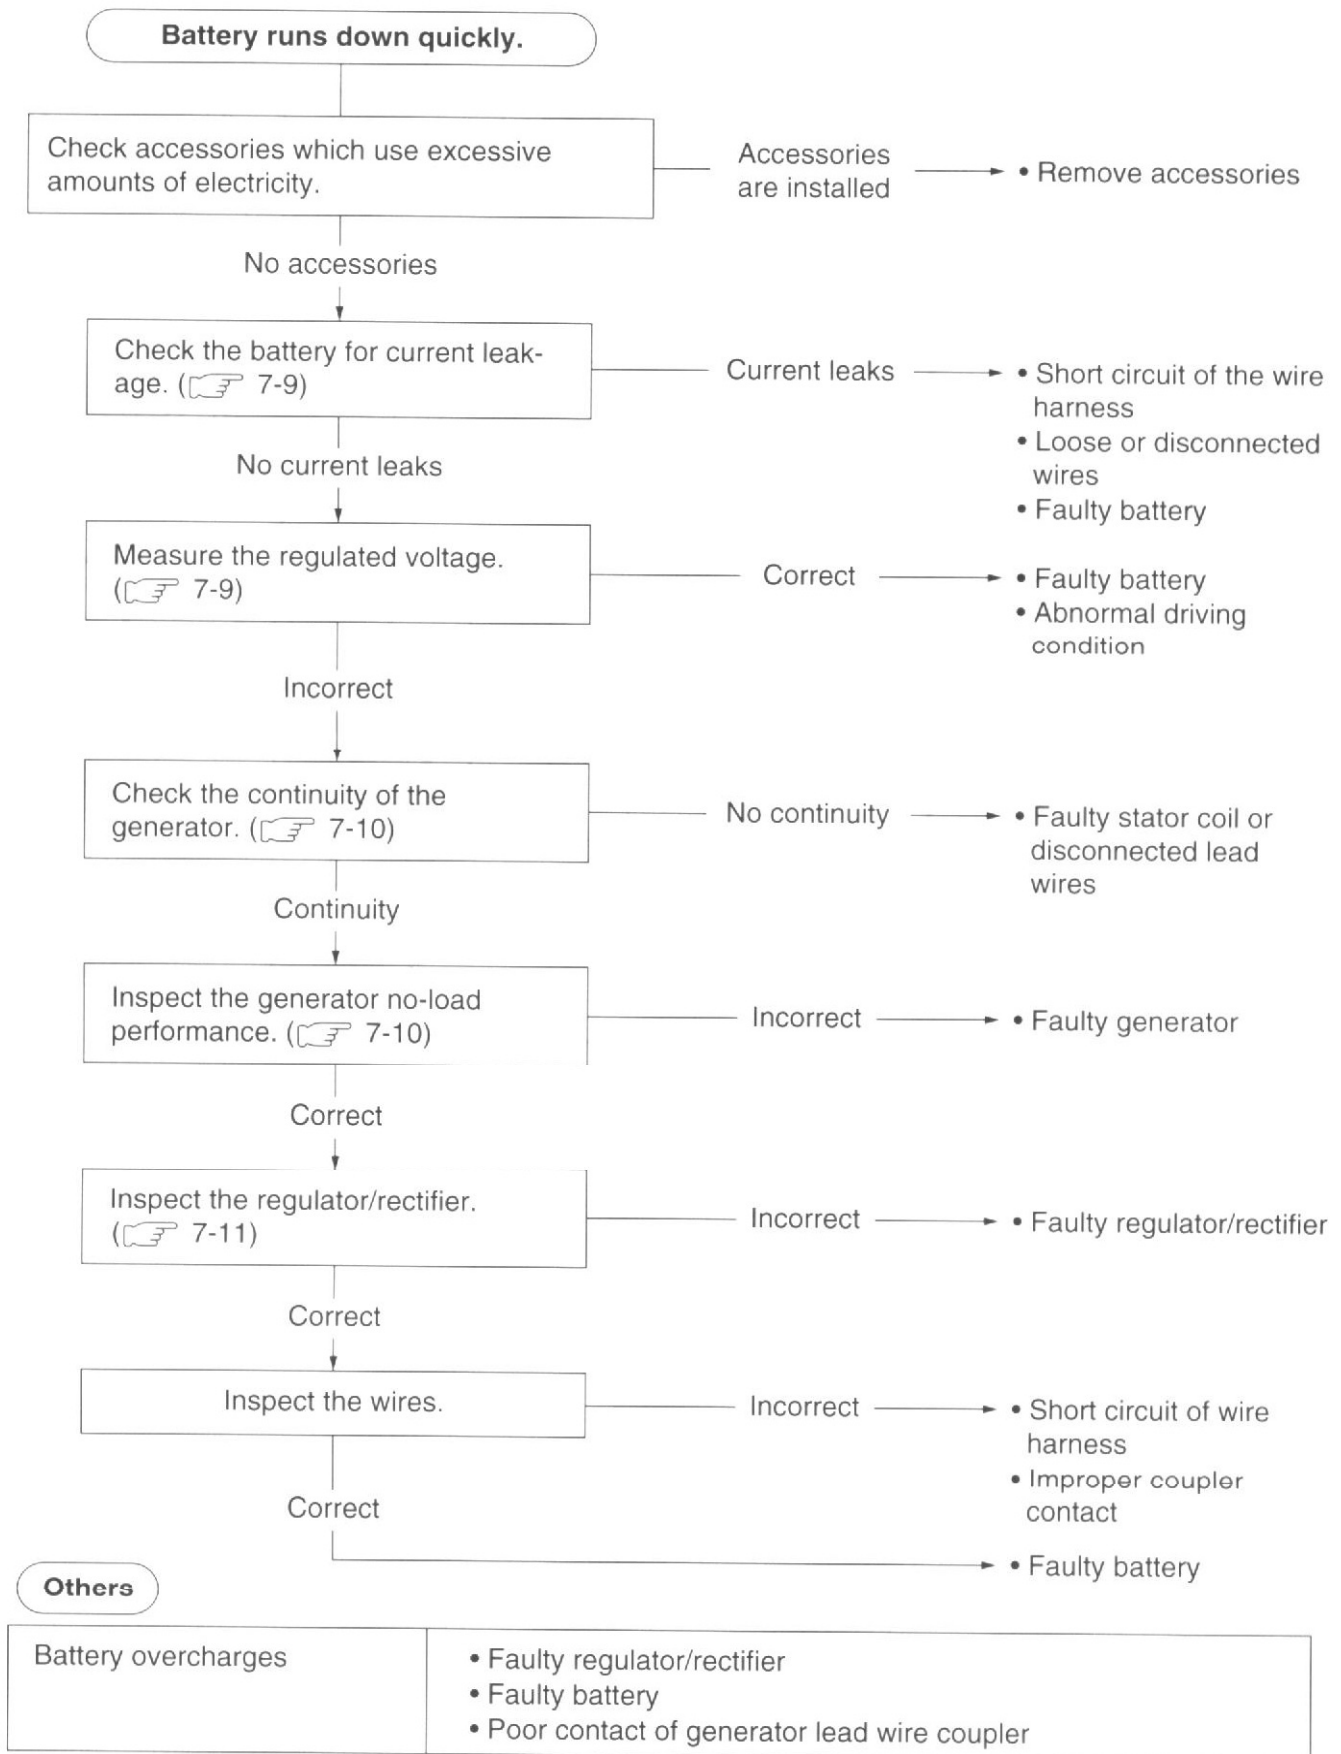 Battery runs down quickly.
Check accessories which use excessive
amounts of electricity.
Accessories
are installed
• Remove accessories
No accessories
Check the battery for current leak-
age. (☞ 7-9)
Current leaks
• Short circuit of the wire
harness
• Loose or disconnected
wires
• Faulty battery
No current leaks
Measure the regulated voltage.
(☞ 7-9)
Correct
• Faulty battery
• Abnormal driving
condition
Incorrect
Check the continuity of the
generator. (☞ 7-10)
No continuity
• Faulty stator coil or
disconnected lead
wires
Continuity
Inspect the generator no-load
performance. (☞ 7-10)
Incorrect
• Faulty generator
Correct
Inspect the regulator/rectifier.
(☞ 7-11)
Incorrect
• Faulty regulator/rectifier
Correct
Inspect the wires.
Incorrect
• Short circuit of wire
harness
• Improper coupler
contact
Correct
• Faulty battery
Others
Battery overcharges
• Faulty regulator/rectifier
• Faulty battery
• Poor contact of generator lead wire coupler